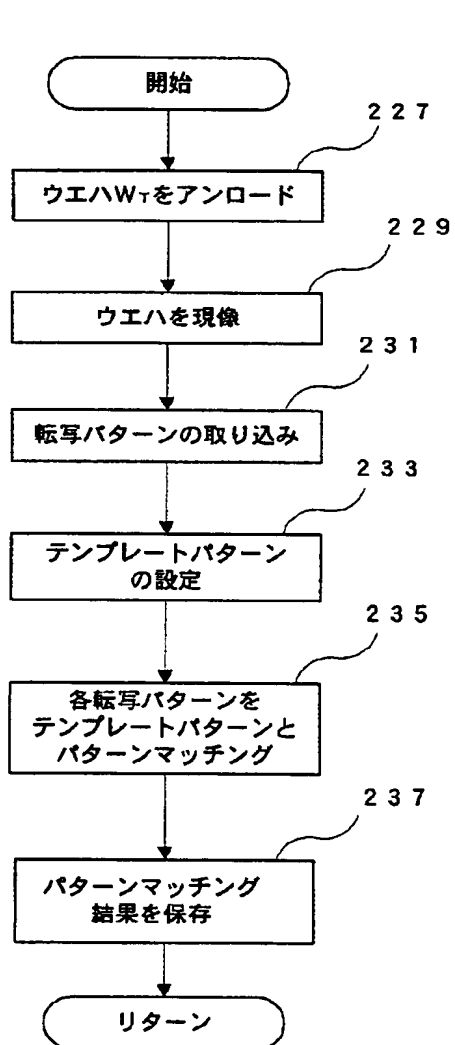 開始
227
ウエハWTをアンロード
229
ウエハを現像
231
転写パターンの取り込み
233
テンプレートパターン
の設定
235
各転写パターンを
テンプレートパターンと
パターンマッチング
237
パターンマッチング
結果を保存
リターン